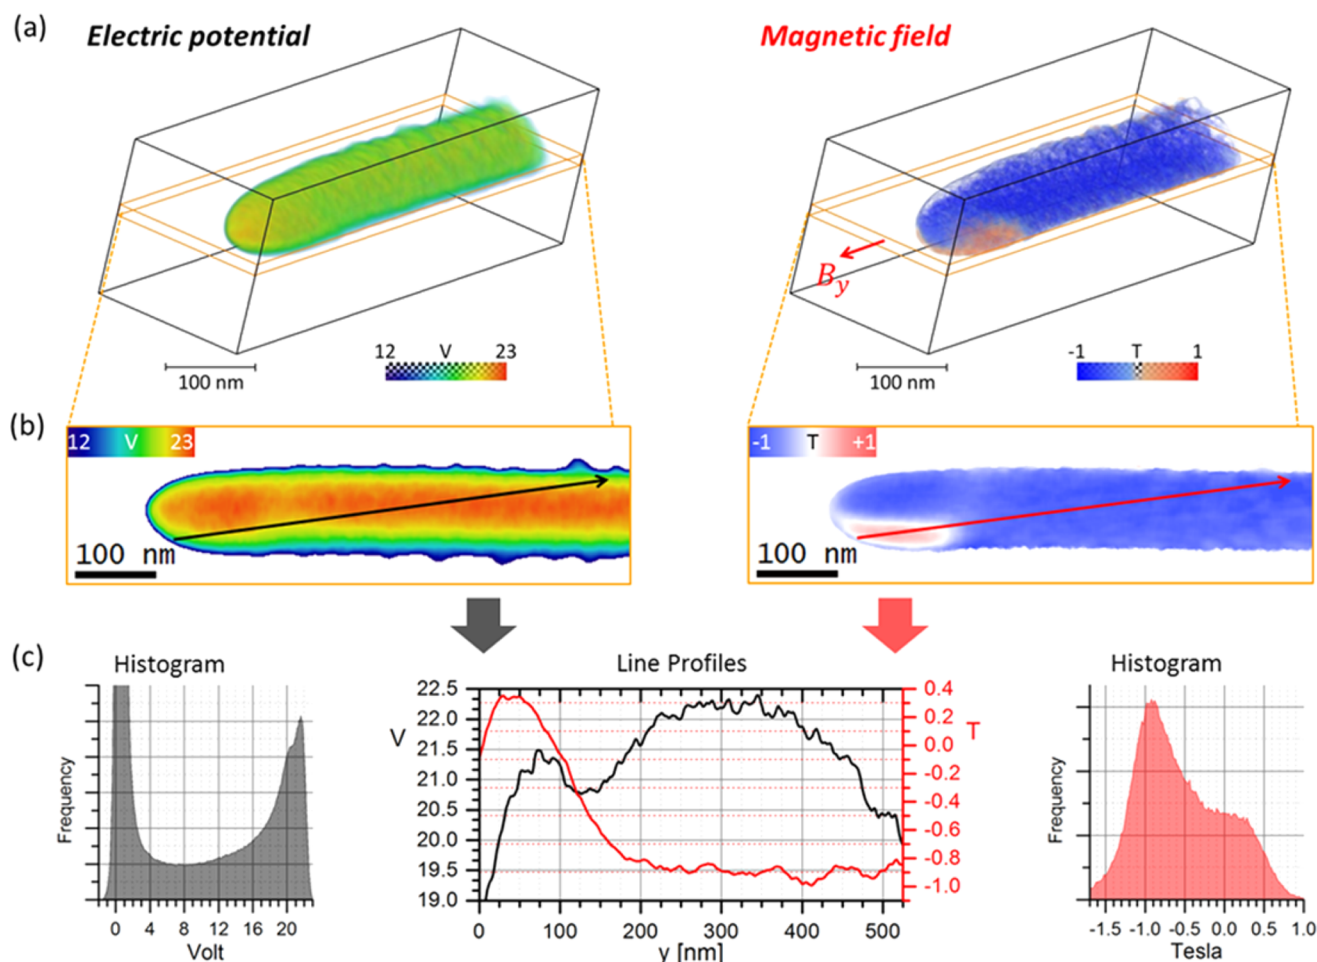 (a)
Electric potential
Magnetic field
B_y
12 V 23
-1 T 1
100 nm
100 nm
(b)
12 V 23
-1 T +1
100 nm
100 nm
(c)
Histogram
Line Profiles
Histogram
Frequency
0 4 8 12 16 20
Volt
V
22.5
22.0
21.5
21.0
20.5
20.0
19.5
19.0
0 100 200 300 400 500
y [nm]
0.4
0.2
0.0
-0.2
-0.4
-0.6
-0.8
-1.0
T
Frequency
-1.5 -1.0 -0.5 0.0 0.5 1.0
Tesla